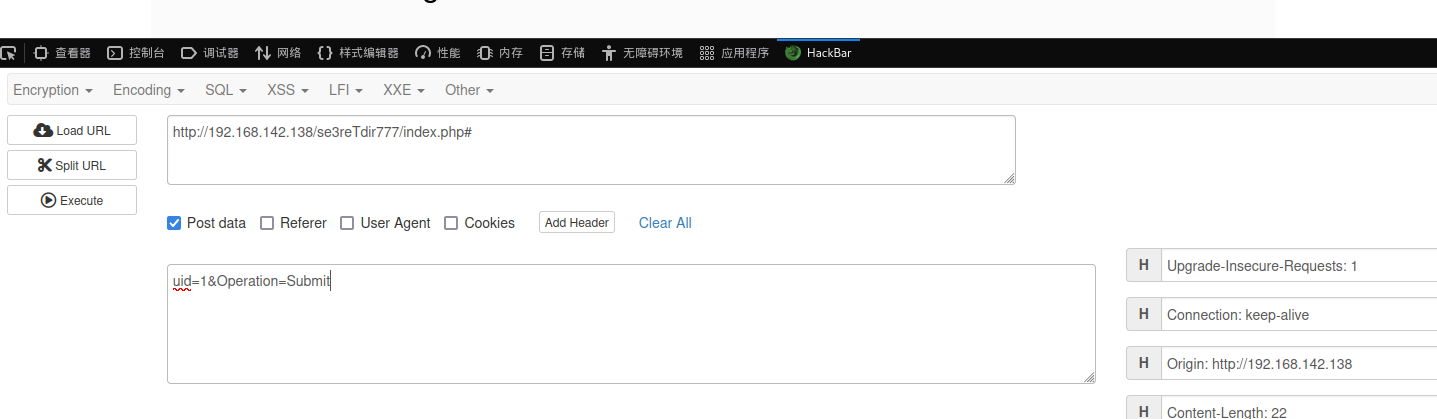 查看器 控制台 调试器 网络 样式编辑器 性能 内存 存储 无障碍环境 应用程序 HackBar
Encryption Encoding SQL XSS LFI XXE Other
Load URL
http://192.168.142.138/se3reTdir777/index.php#
Split URL
Execute
Post data Referer User Agent Cookies Add Header Clear All
uid=1&Operation=Submit
H Upgrade-Insecure-Requests: 1
H Connection: keep-alive
H Origin: http://192.168.142.138
H Content-Length: 22